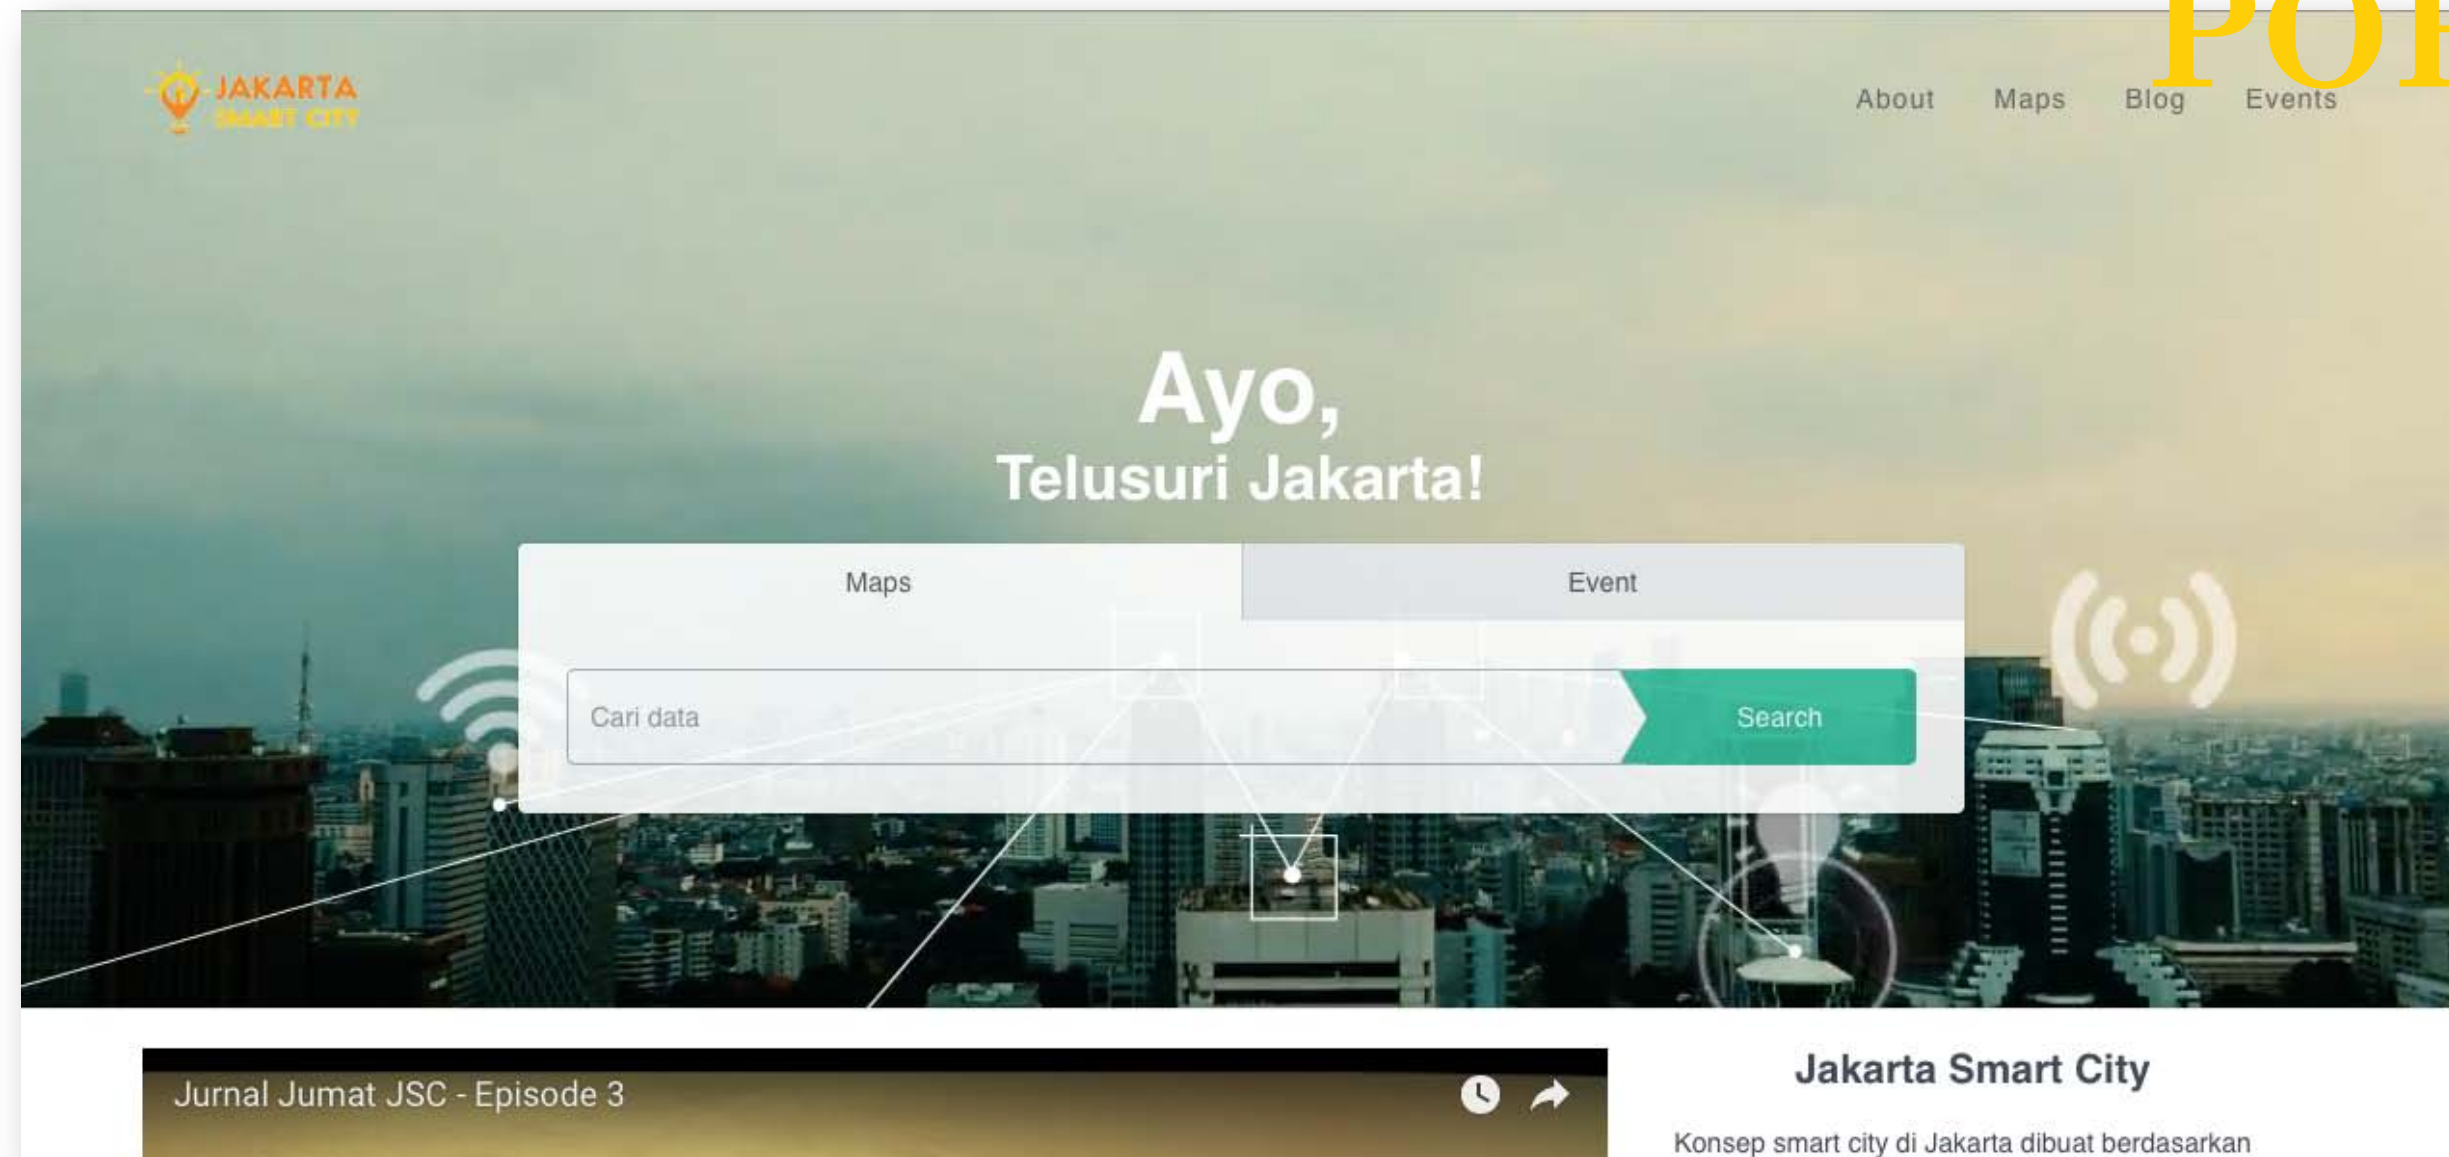 JAKARTA
SMART CITY
About Maps Blog Events
Ayo,
Telusuri Jakarta!
Maps Event
Cari data Search
Jurnal Jumat JSC - Episode 3
Jakarta Smart City
Konsep smart city di Jakarta dibuat berdasarkan